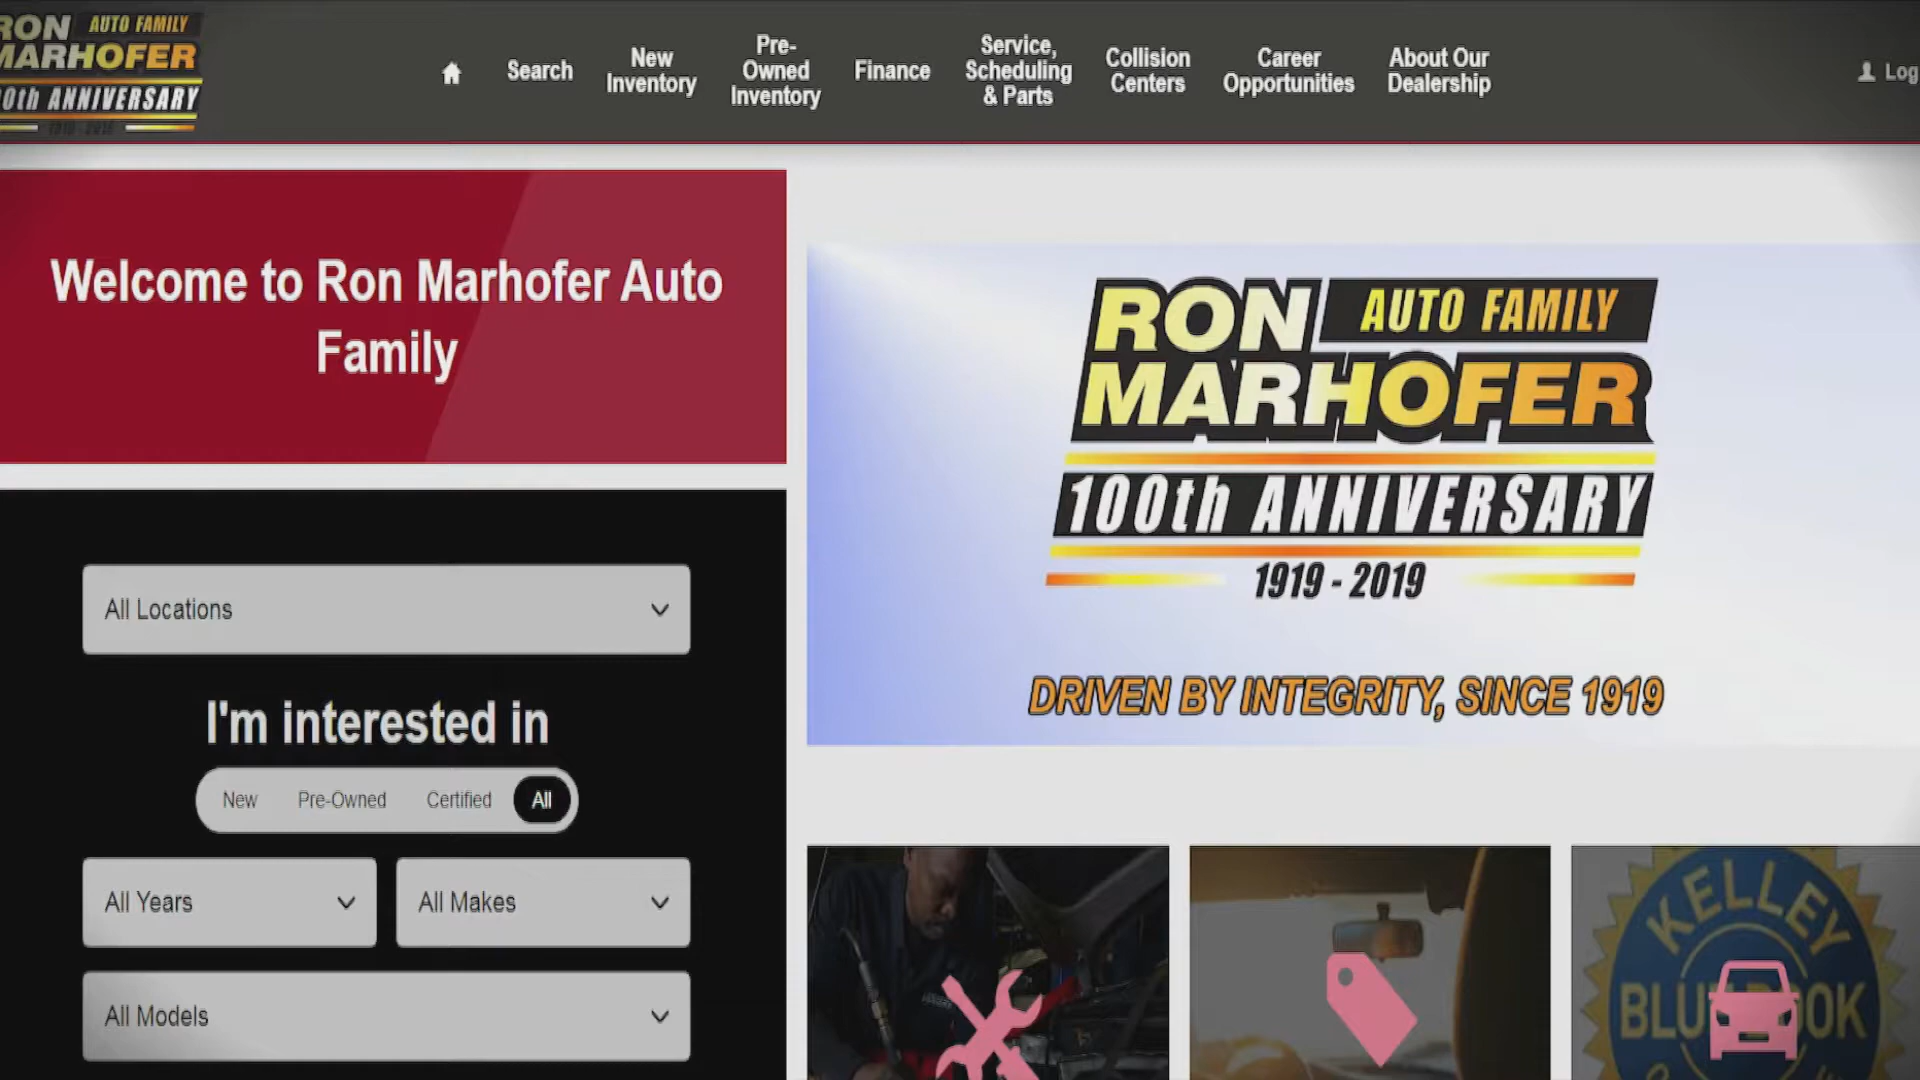 RON AUTO FAMILY
MARHOFER
00th ANNIVERSARY
1919 - 2019
Search
New
Inventory
Pre-
Owned
Inventory
Finance
Service,
Scheduling
& Parts
Collision
Centers
Career
Opportunities
About Our
Dealership
Log
Welcome to Ron Marhofer Auto
Family
All Locations
I'm interested in
New Pre-Owned Certified All
All Years
All Makes
All Models
RON AUTO FAMILY
MARHOFER
100th ANNIVERSARY
1919 - 2019
DRIVEN BY INTEGRITY, SINCE 1919
KELLEY
BLU OOK